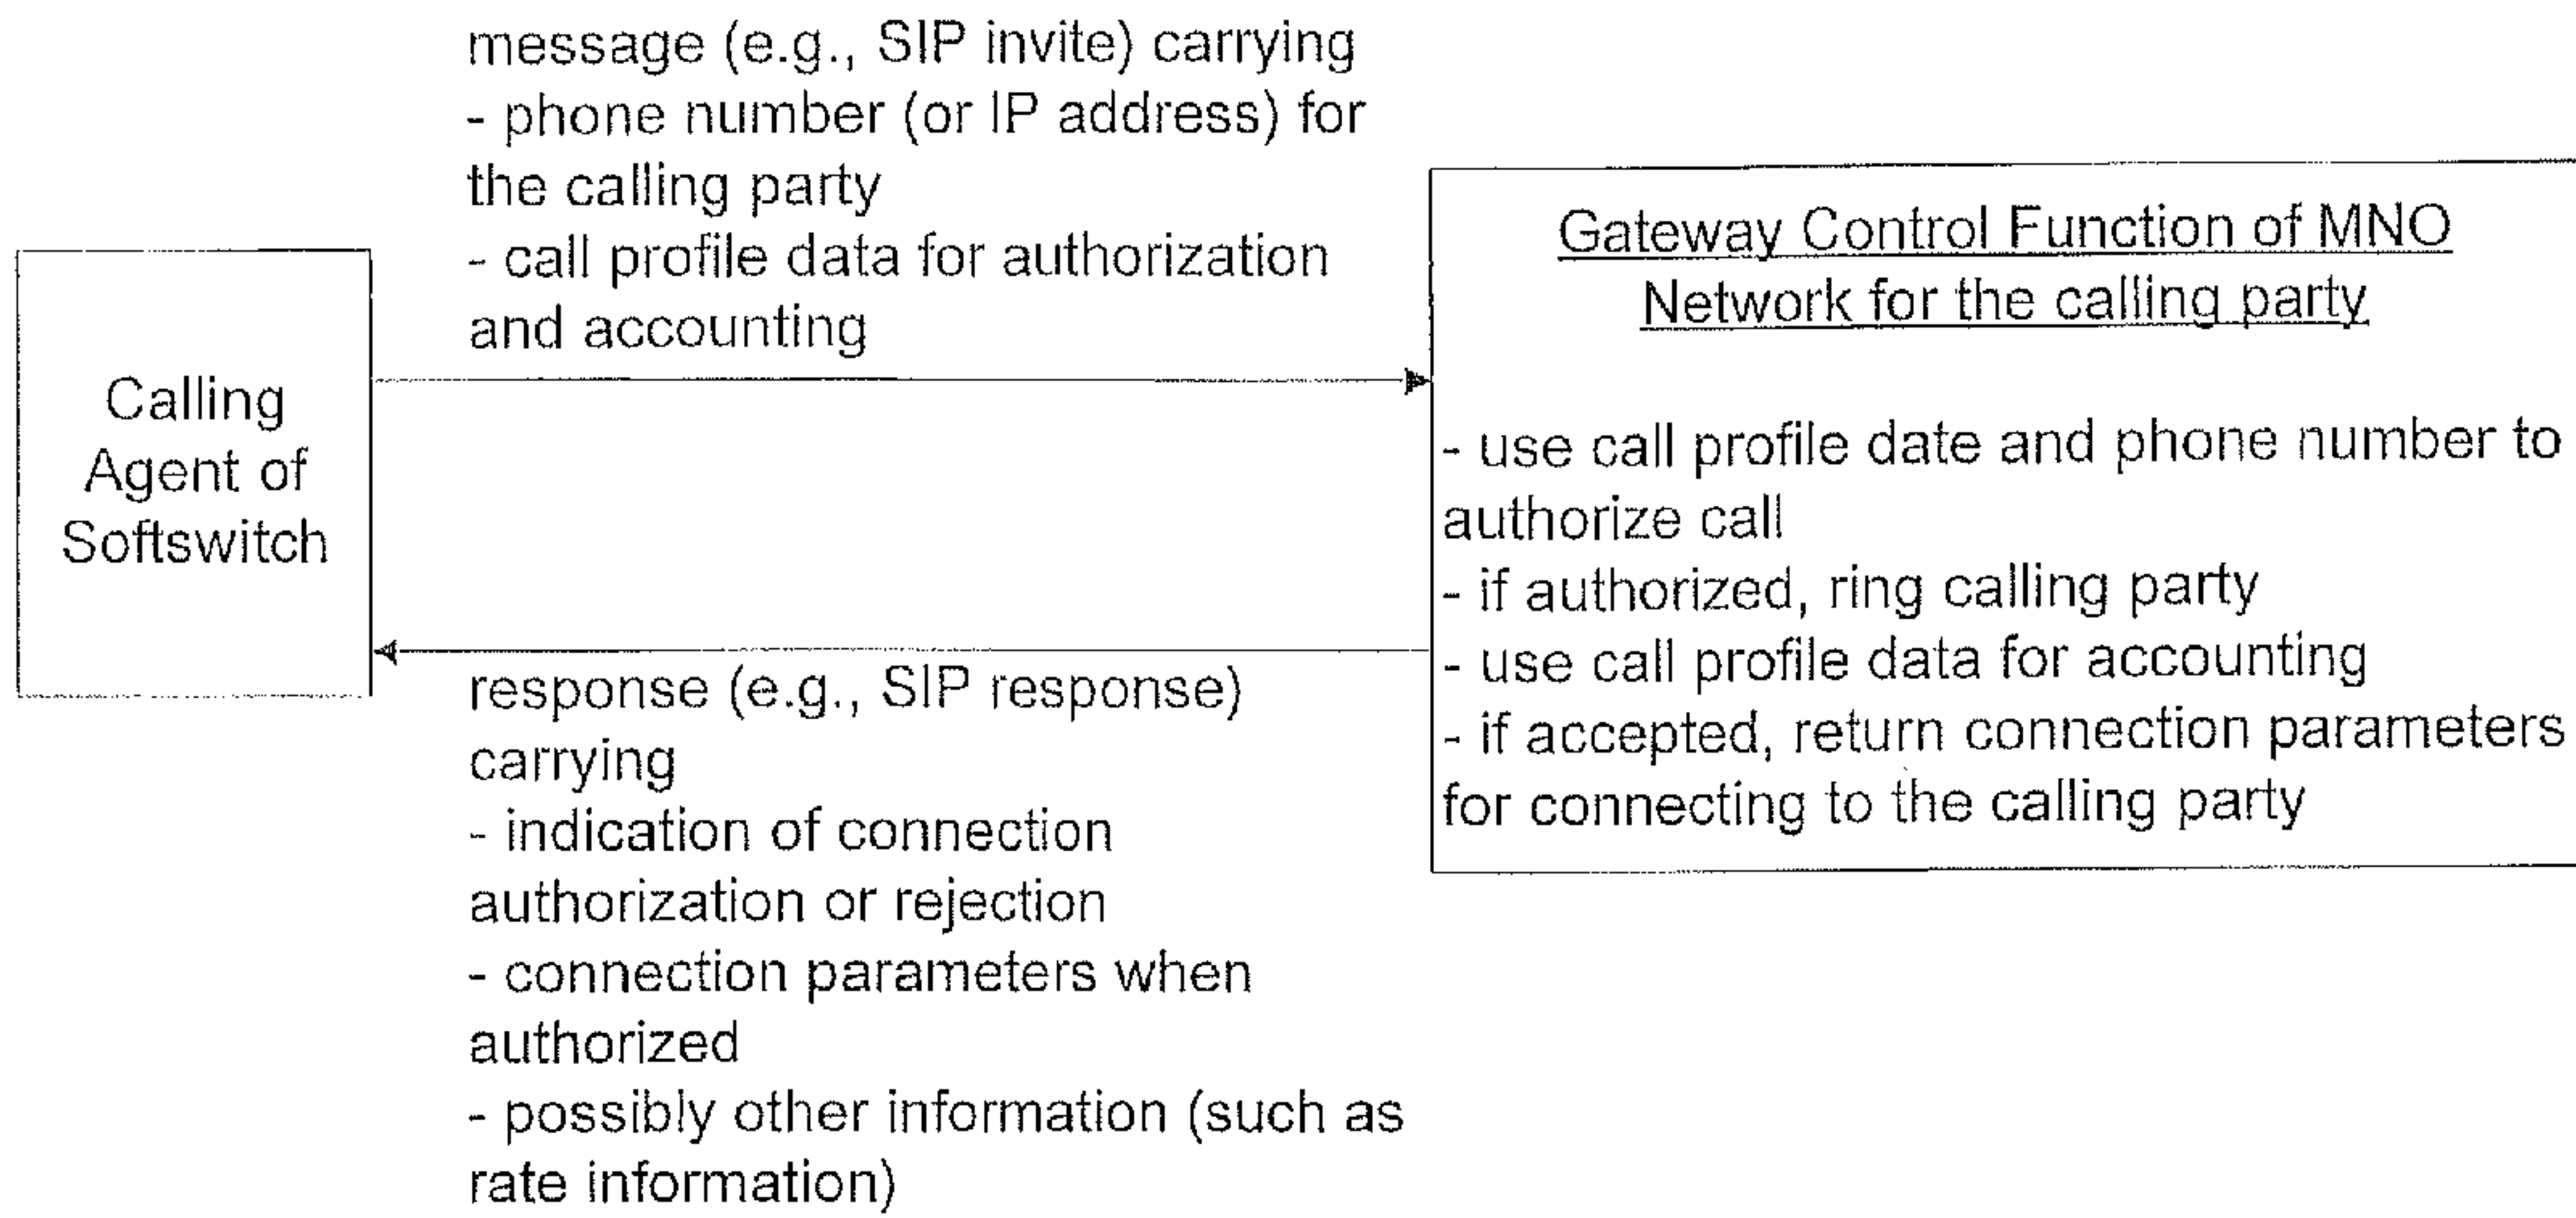 message (e.g., SIP invite) carrying
- phone number (or IP address) for
the calling party
- call profile data for authorization
and accounting
Calling
Agent of
Softswitch
Gateway Control Function of MNO
Network for the calling party
- use call profile date and phone number to
authorize call
- if authorized, ring calling party
- use call profile data for accounting
- if accepted, return connection parameters
for connecting to the calling party
response (e.g., SIP response)
carrying
- indication of connection
authorization or rejection
- connection parameters when
authorized
- possibly other information (such as
rate information)